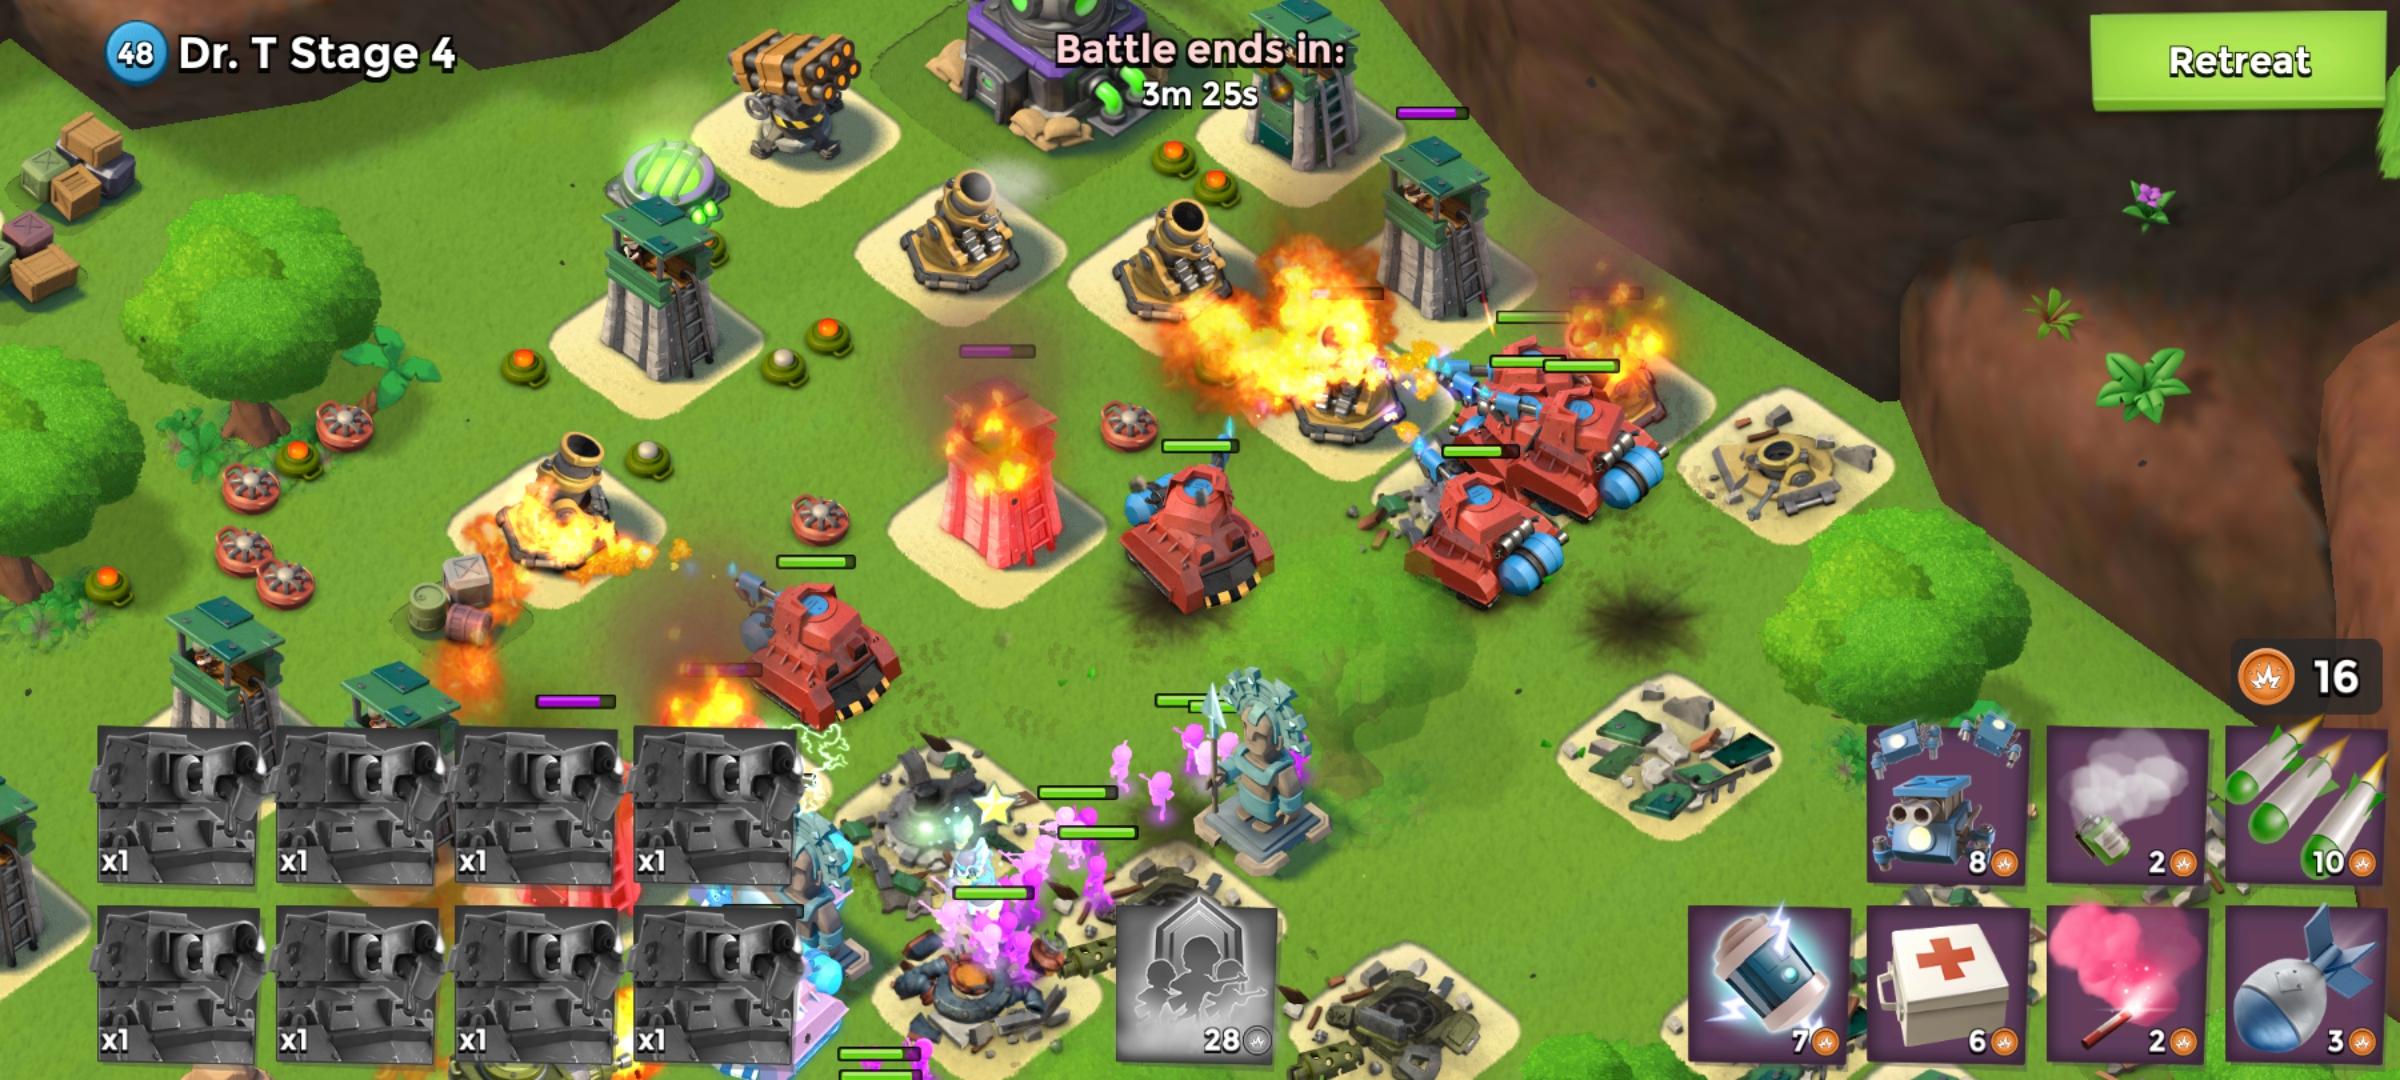 48 Dr. T Stage 4
Battle ends in:
3m 25s
Retreat
16
x1 x1 x1 x1
8 2 10
x1 x1 x1 x1
28
7 6 2 3